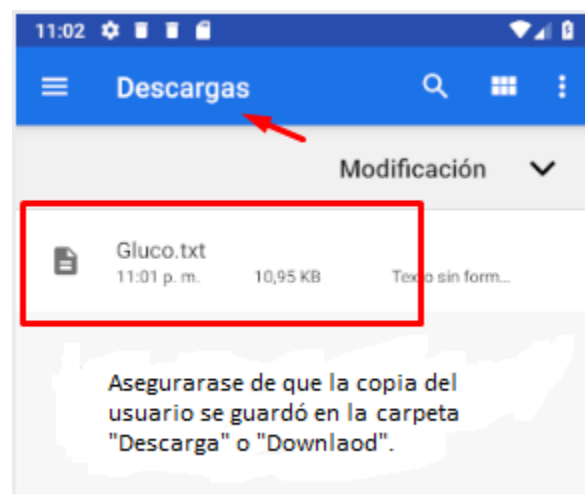 11:02
Descargas
Modificación
Gluco.txt
11:01 p. m. 10,95 KB Texto sin form...
Asegurarase de que la copia del
usuario se guardó en la carpeta
"Descarga" o "Downlaod".